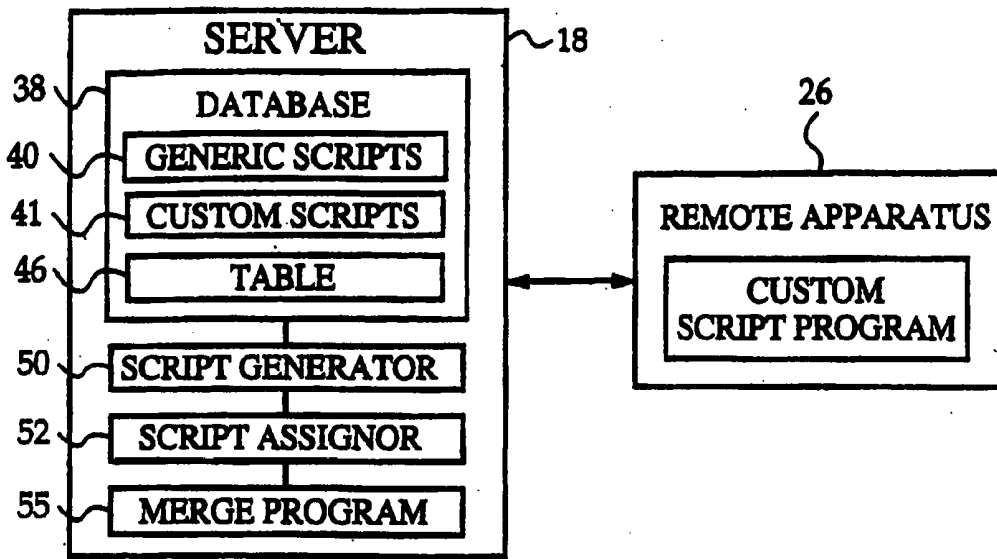 SERVER
18
38
DATABASE
40
GENERIC SCRIPTS
41
CUSTOM SCRIPTS
46
TABLE
50
SCRIPT GENERATOR
52
SCRIPT ASSIGNOR
55
MERGE PROGRAM
26
REMOTE APPARATUS
CUSTOM
SCRIPT PROGRAM